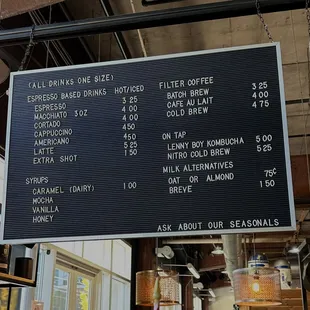 (ALL DRINKS ONE SIZE)
ESPRESSO BASED DRINKS HOT/ICED
ESPRESSO 3.25
MACCHIATO 3OZ 4.00
CORTADO 4.00
CAPPUCCINO 4.50
AMERICANO 4.50
LATTE 5.25
EXTRA SHOT 1.50
SYRUPS
CARAMEL (DAIRY) 1.00
MOCHA
VANILLA
HONEY
FILTER COFFEE
BATCH BREW 3.25
CAFE AU LAIT 4.00
COLD BREW 4.75
ON TAP
LENNY BOY KOMBUCHA 5.00
NITRO COLD BREW 5.25
MILK ALTERNATIVES
OAT OR ALMOND 75¢
BREVE 1.50
ASK ABOUT OUR SEASONALS